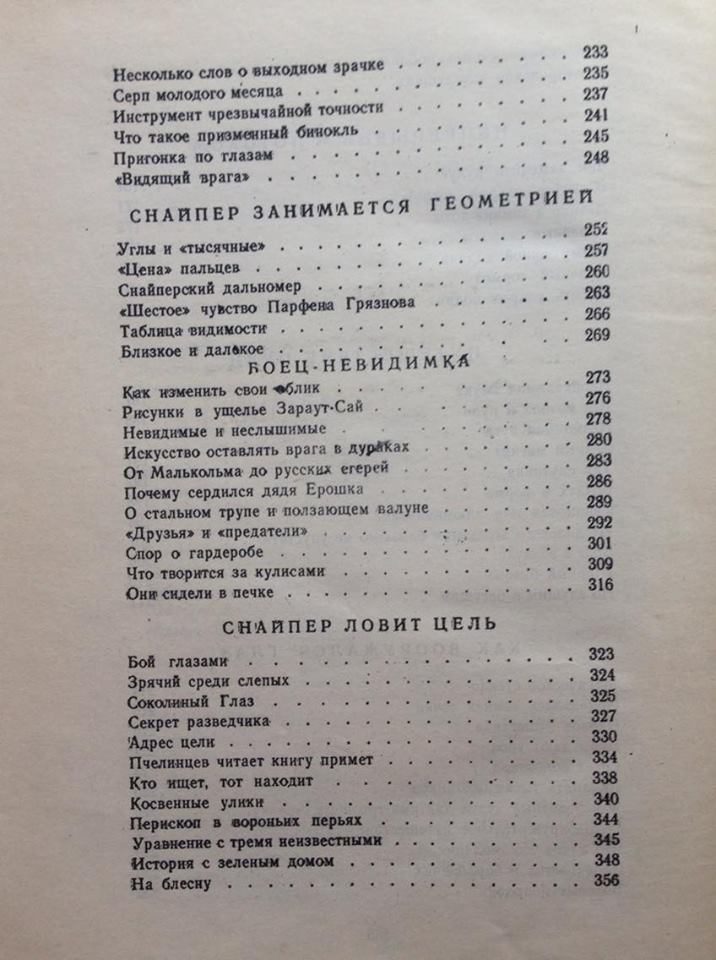 Несколько слов о выходном зрачке . . . . . . . . 233
Серп молодого месяца . . . . . . . . . . . . 235
Инструмент чрезвычайной точности . . . . . . . . 237
Что такое призменный бинокль . . . . . . . . . 241
Пригонка по глазам . . . . . . . . . . . . 245
«Видящий врага» . . . . . . . . . . . . . 248
СНАЙПЕР ЗАНИМАЕТСЯ ГЕОМЕТРИЕЙ
Углы и «тысячные» . . . . . . . . . . . . 252
«Цена» пальцев . . . . . . . . . . . . . 257
Снайперский дальномер . . . . . . . . . . . 260
«Шестое» чувство Парфена Грязнова . . . . . . 263
Таблица видимости . . . . . . . . . . . . 266
Близкое и далекое . . . . . . . . . . . . 269
БОЕЦ-НЕВИДИМКА
Как изменить свой облик . . . . . . . . . . 273
Рисунки в ущелье Зараут-Сай . . . . . . . . . 276
Невидимые и неслышимые . . . . . . . . . . 278
Искусство оставлять врага в дураках . . . . . . . 280
От Малькольма до русских егерей . . . . . . . . 283
Почему сердился дядя Ерошка . . . . . . . . . 286
О стальном трупе и ползающем валуне . . . . . . 289
«Друзья» и «предатели» . . . . . . . . . . . 292
Спор о гардеробе . . . . . . . . . . . . . 301
Что творится за кулисами . . . . . . . . . . 309
Они сидели в печке . . . . . . . . . . . . 316
СНАЙПЕР ЛОВИТ ЦЕЛЬ
Бой глазами . . . . . . . . . . . . . . . 323
Зрячий среди слепых . . . . . . . . . . . . 324
Соколиный Глаз . . . . . . . . . . . . . 325
Секрет разведчика . . . . . . . . . . . . 327
Адрес цели . . . . . . . . . . . . . . . 330
Пчелинцев читает книгу примет . . . . . . . . . 334
Кто ищет, тот находит . . . . . . . . . . . 338
Косвенные улики . . . . . . . . . . . . . 340
Перископ в вороньих перьях . . . . . . . . . 344
Уравнение с тремя неизвестными . . . . . . . . 345
История с зеленым домом . . . . . . . . . . 348
На блесну . . . . . . . . . . . . . . . 356